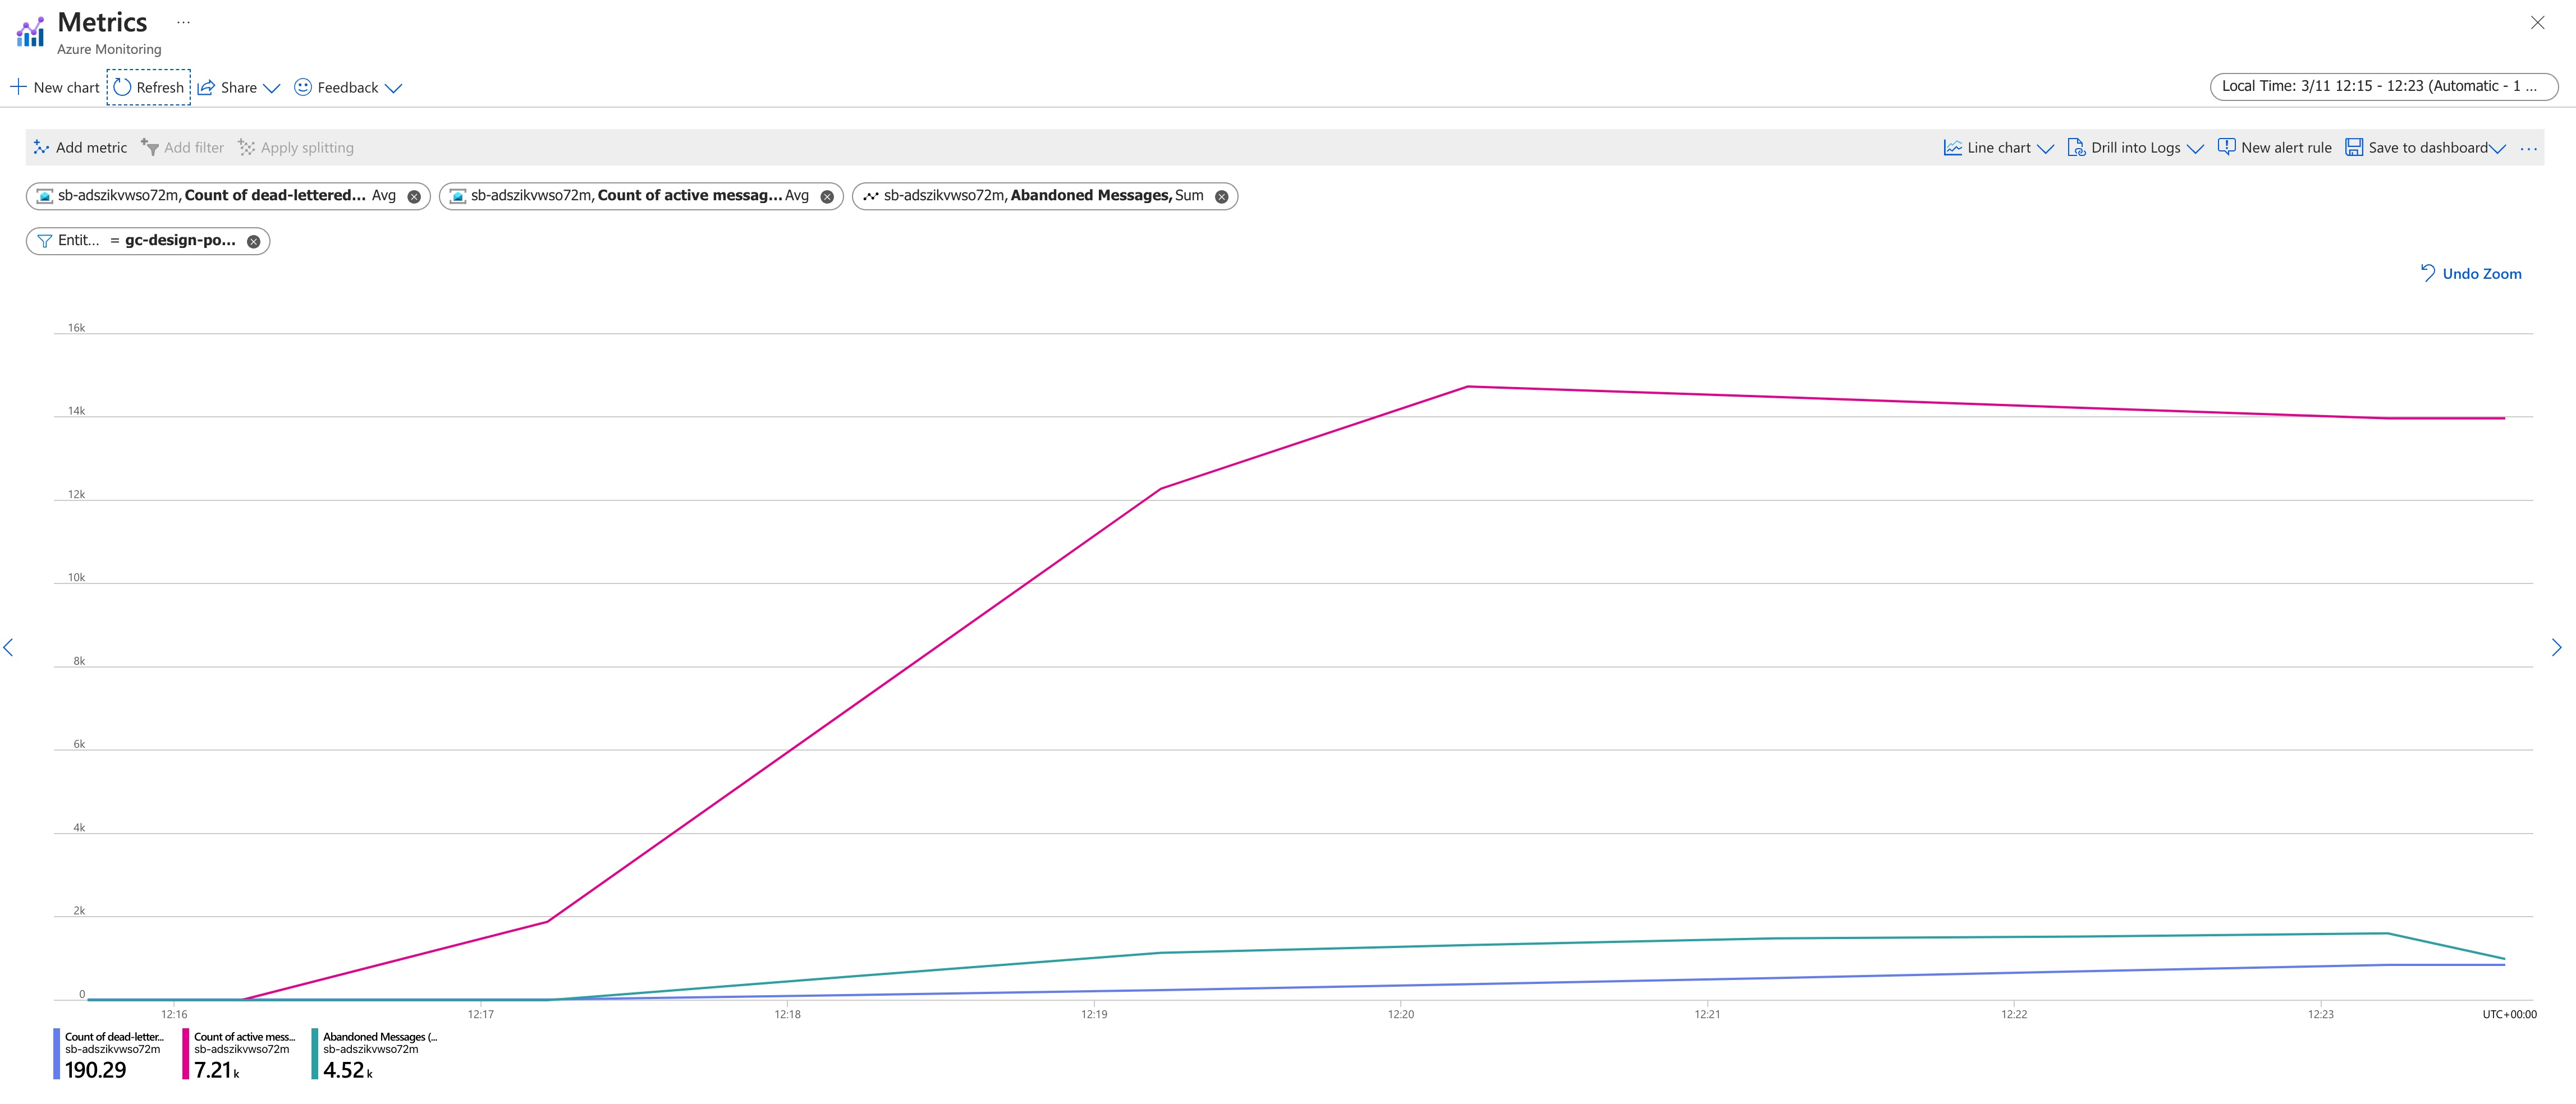 Metrics ...
Azure Monitoring
New chart Refresh Share Feedback
Local Time: 3/11 12:15 - 12:23 (Automatic - 1 ...
Add metric Add filter Apply splitting
Line chart Drill into Logs New alert rule Save to dashboard ...
sb-adszikvwso72m, Count of dead-lettered... Avg
sb-adszikvwso72m, Count of active messag... Avg
sb-adszikvwso72m, Abandoned Messages, Sum
Entit... = gc-design-po...
Undo Zoom
16k
14k
12k
10k
8k
6k
4k
2k
0
12:16 12:17 12:18 12:19 12:20 12:21 12:22 12:23 UTC+00:00
Count of dead-letter...
sb-adszikvwso72m
190.29
Count of active mess...
sb-adszikvwso72m
7.21 k
Abandoned Messages (...
sb-adszikvwso72m
4.52 k